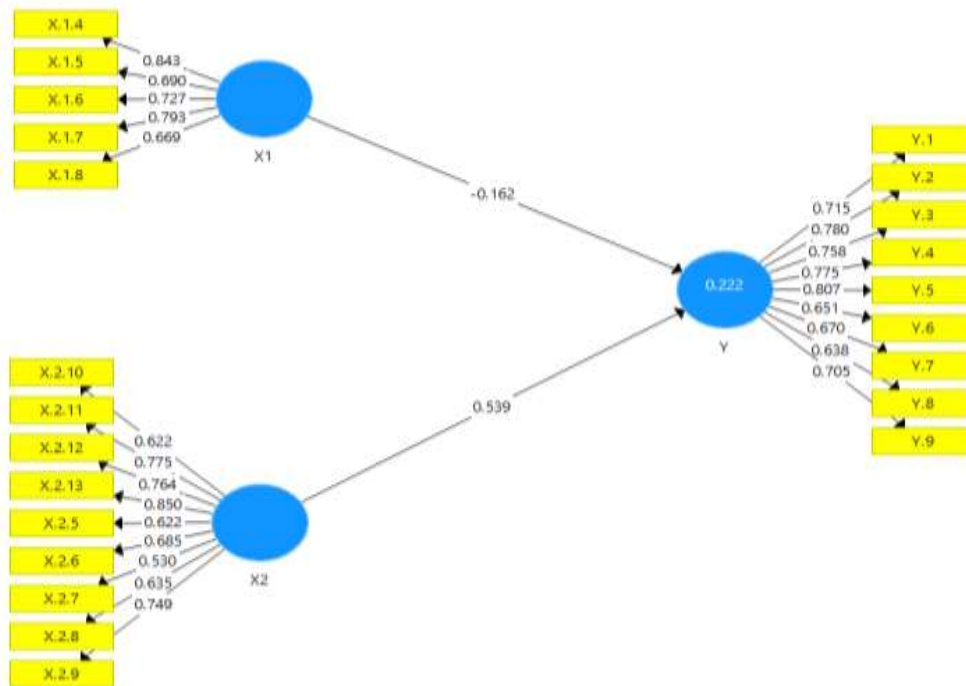 X.1.4
X.1.5
X.1.6
X.1.7
X.1.8
0.843
0.690
0.727
0.793
0.669
X1
-0.162
Y.1
Y.2
Y.3
Y.4
Y.5
Y.6
Y.7
Y.8
Y.9
0.715
0.780
0.758
0.775
0.807
0.651
0.670
0.638
0.705
0.222
Y
X.2.10
X.2.11
X.2.12
X.2.13
X.2.5
X.2.6
X.2.7
X.2.8
X.2.9
0.622
0.775
0.764
0.850
0.622
0.685
0.530
0.635
0.749
X2
0.539